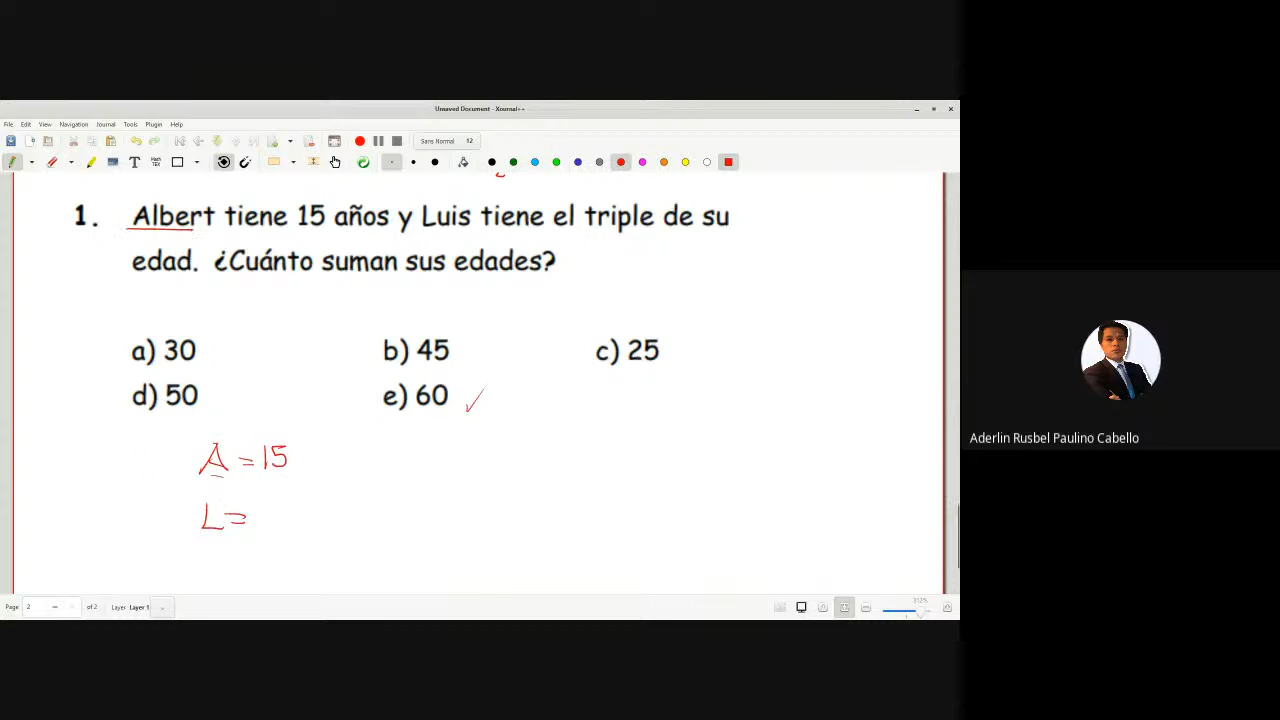 Unsaved Document - Xournal++
File Edit View Navigation Journal Tools Plugin Help
Sans Normal 12
1. Albert tiene 15 años y Luis tiene el triple de su
edad. ¿Cuánto suman sus edades?
a) 30 b) 45 c) 25
d) 50 e) 60
A = 15
L =
Aderlin Rusbel Paulino Cabello
Page 2 of 2 Layer Layer 1 312%